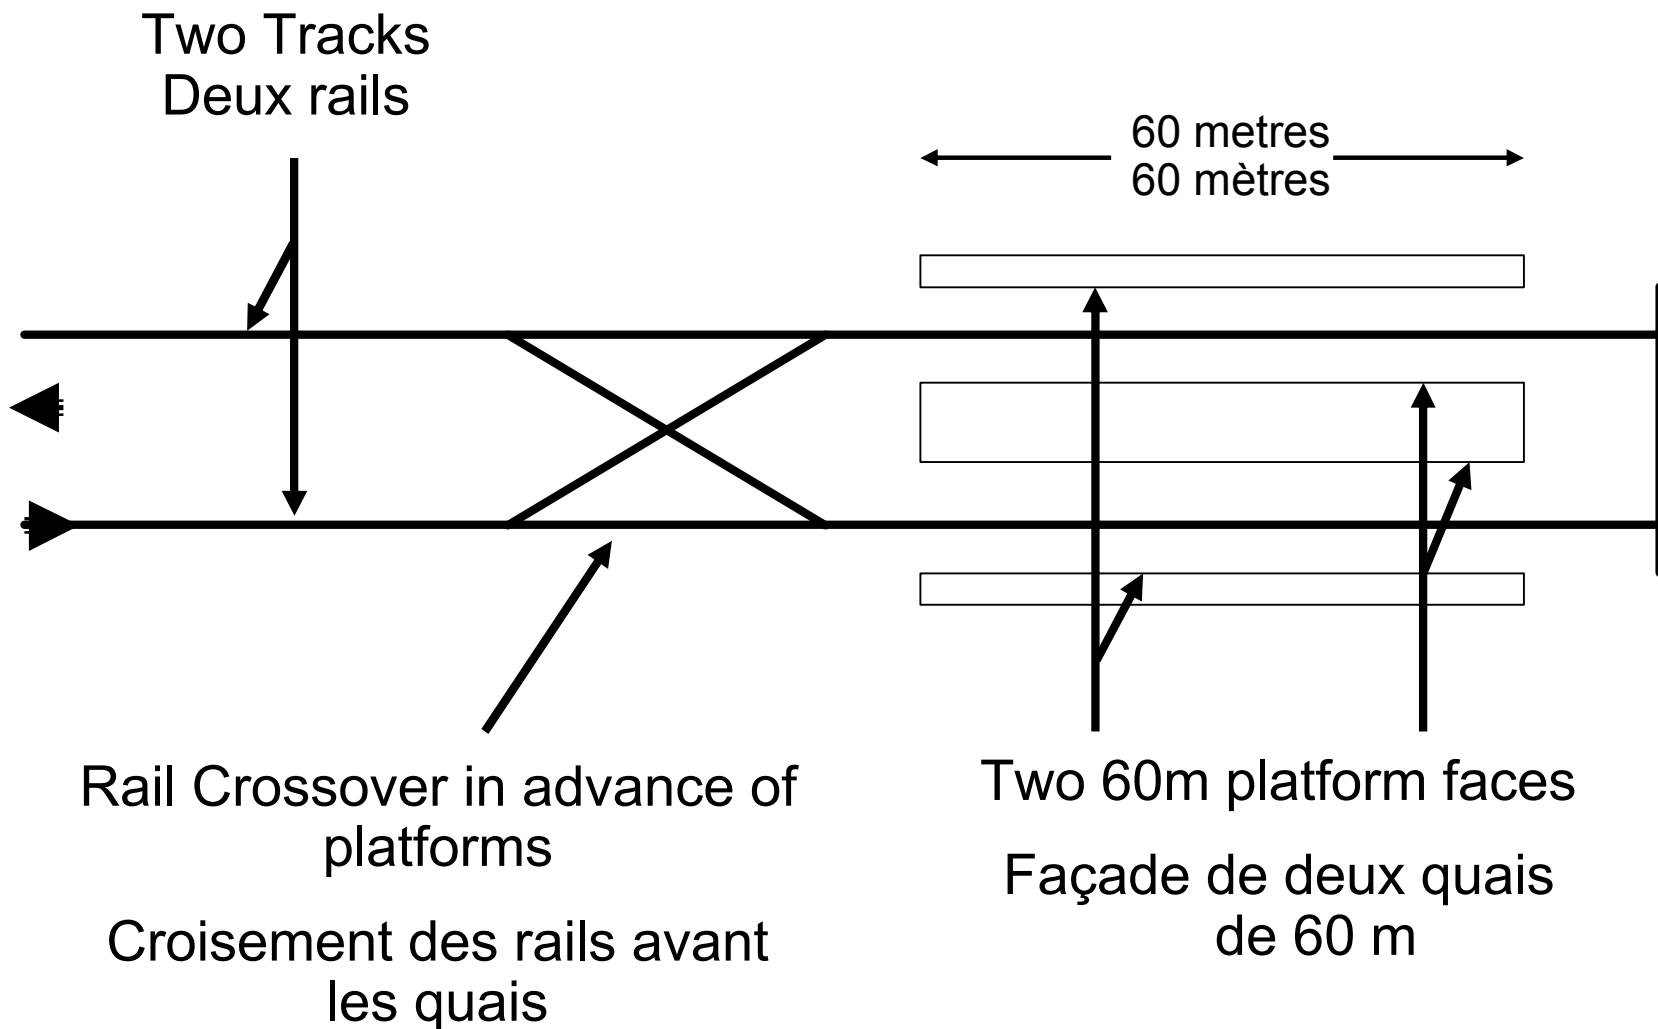 Two Tracks
Deux rails
60 metres
60 mètres
Rail Crossover in advance of
platforms
Croisement des rails avant
les quais
Two 60m platform faces
Façade de deux quais
de 60 m